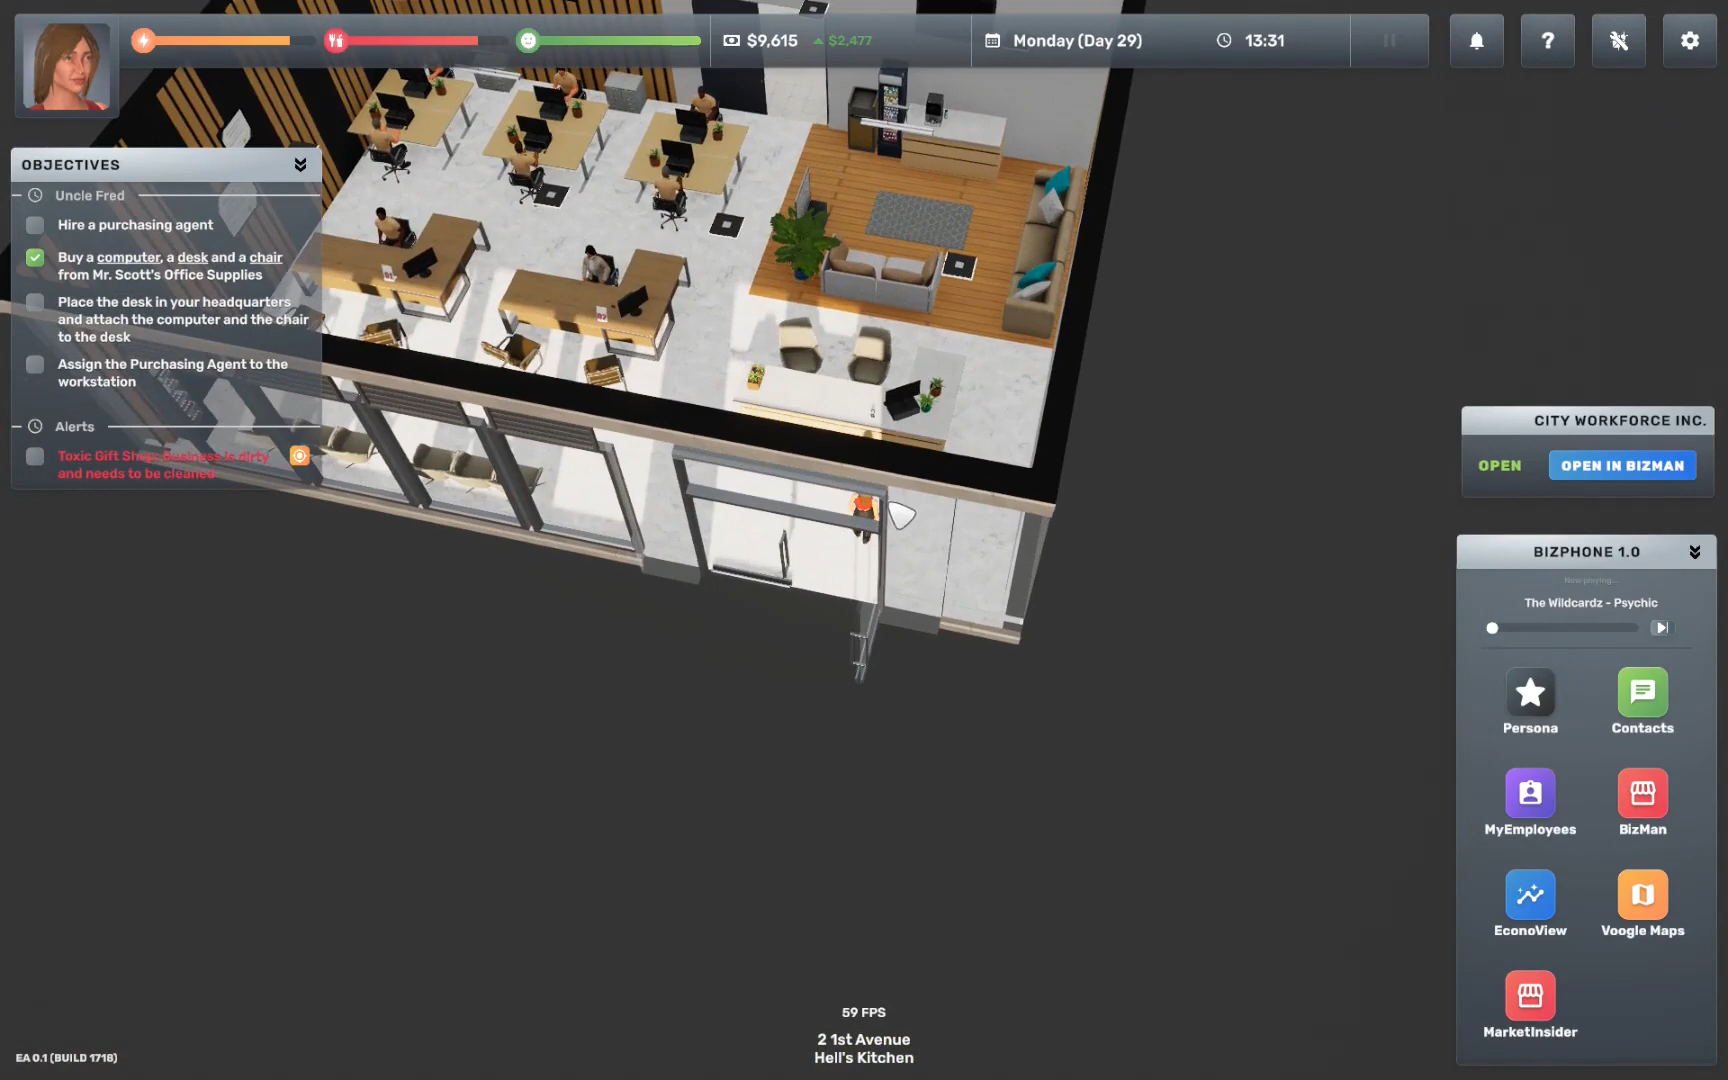 $9,615
$2,477
Monday (Day 29)
13:31
?
OBJECTIVES
Uncle Fred
Hire a purchasing agent
Buy a computer, a desk and a chair
from Mr. Scott's Office Supplies
Place the desk in your headquarters
and attach the computer and the chair
to the desk
Assign the Purchasing Agent to the
workstation
Alerts
Toxic Gift Shop: Business is dirty
and needs to be cleaned
CITY WORKFORCE INC.
OPEN
OPEN IN BIZMAN
BIZPHONE 1.0
Now playing...
The Wildcardz - Psychic
Persona
Contacts
MyEmployees
BizMan
EconoView
Voogle Maps
MarketInsider
59 FPS
2 1st Avenue
Hell's Kitchen
EA 0.1 (BUILD 1718)